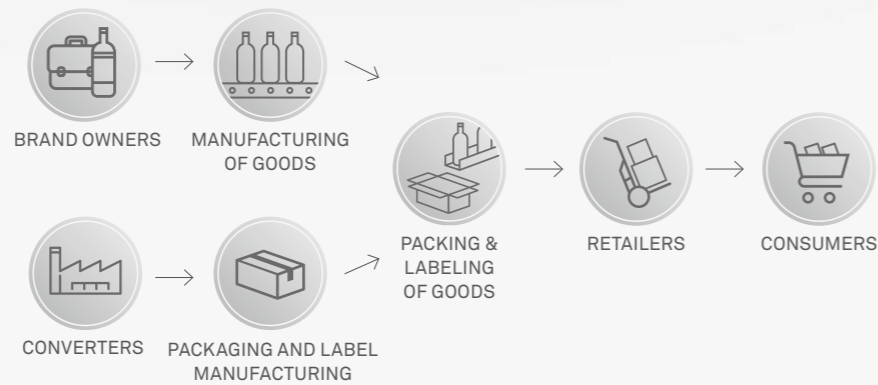 BRAND OWNERS
MANUFACTURING
OF GOODS
PACKING &
LABELING
OF GOODS
RETAILERS
CONSUMERS
CONVERTERS
PACKAGING AND LABEL
MANUFACTURING